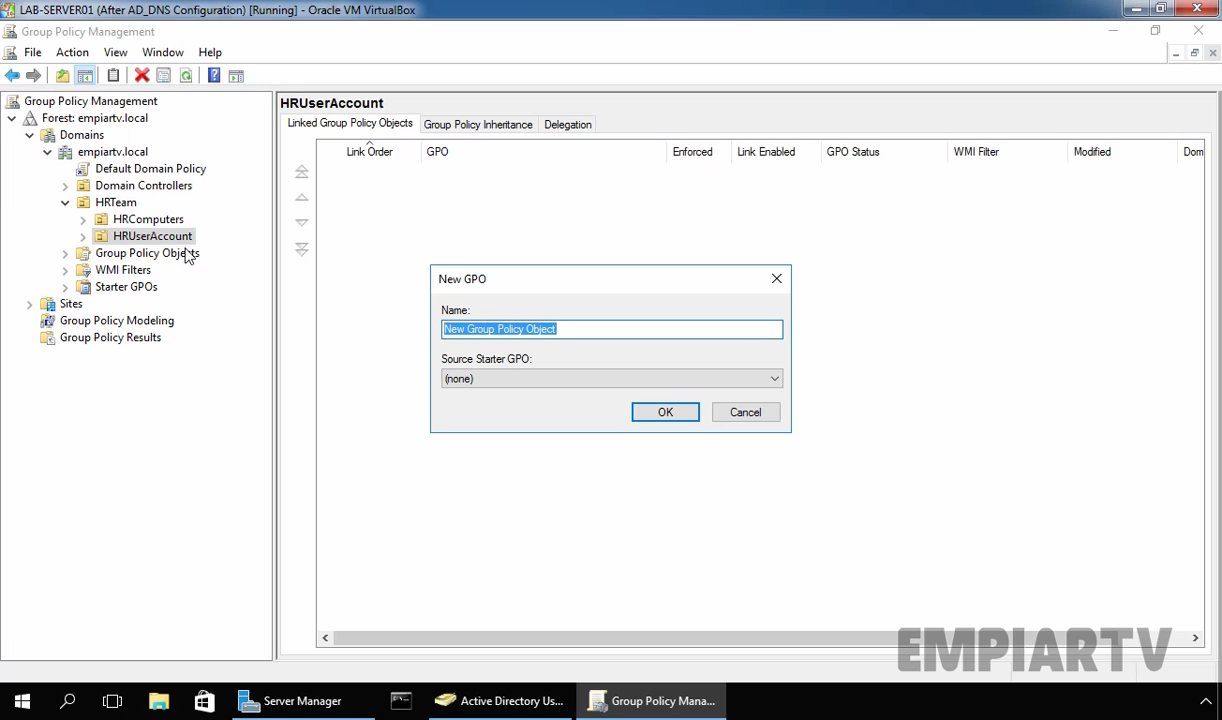 LAB-SERVER01 (After AD_DNS Configuration) [Running] - Oracle VM VirtualBox
Group Policy Management
File Action View Window Help
Group Policy Management
Forest: empiartv.local
Domains
empiartv.local
Default Domain Policy
Domain Controllers
HRTeam
HRComputers
HRUserAccount
Group Policy Objects
WMI Filters
Starter GPOs
Sites
Group Policy Modeling
Group Policy Results
HRUserAccount
Linked Group Policy Objects Group Policy Inheritance Delegation
Link Order GPO Enforced Link Enabled GPO Status WMI Filter Modified Dom
New GPO
Name:
New Group Policy Object
Source Starter GPO:
(none)
OK Cancel
EMPIARTV
Server Manager Active Directory Us... Group Policy Mana...